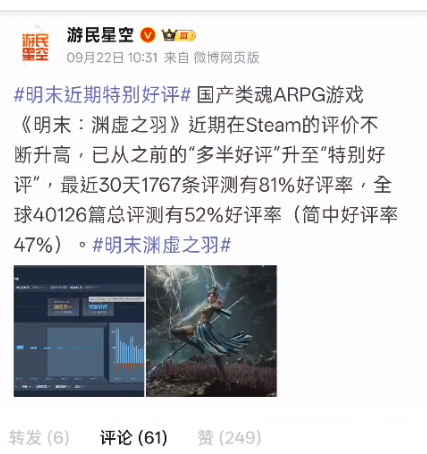 游民星空
游民星空
09月22日 10:31 来自 微博网页版
#明末近期特别好评# 国产类魂ARPG游戏
《明末：渊虚之羽》近期在Steam的评价不
断升高，已从之前的“多半好评”升至“特别好
评”，最近30天1767条评测有81%好评率，全
球40126篇总评测有52%好评率（简中好评率
47%）。#明末渊虚之羽#
转发 (6) 评论 (61) 赞 (249)